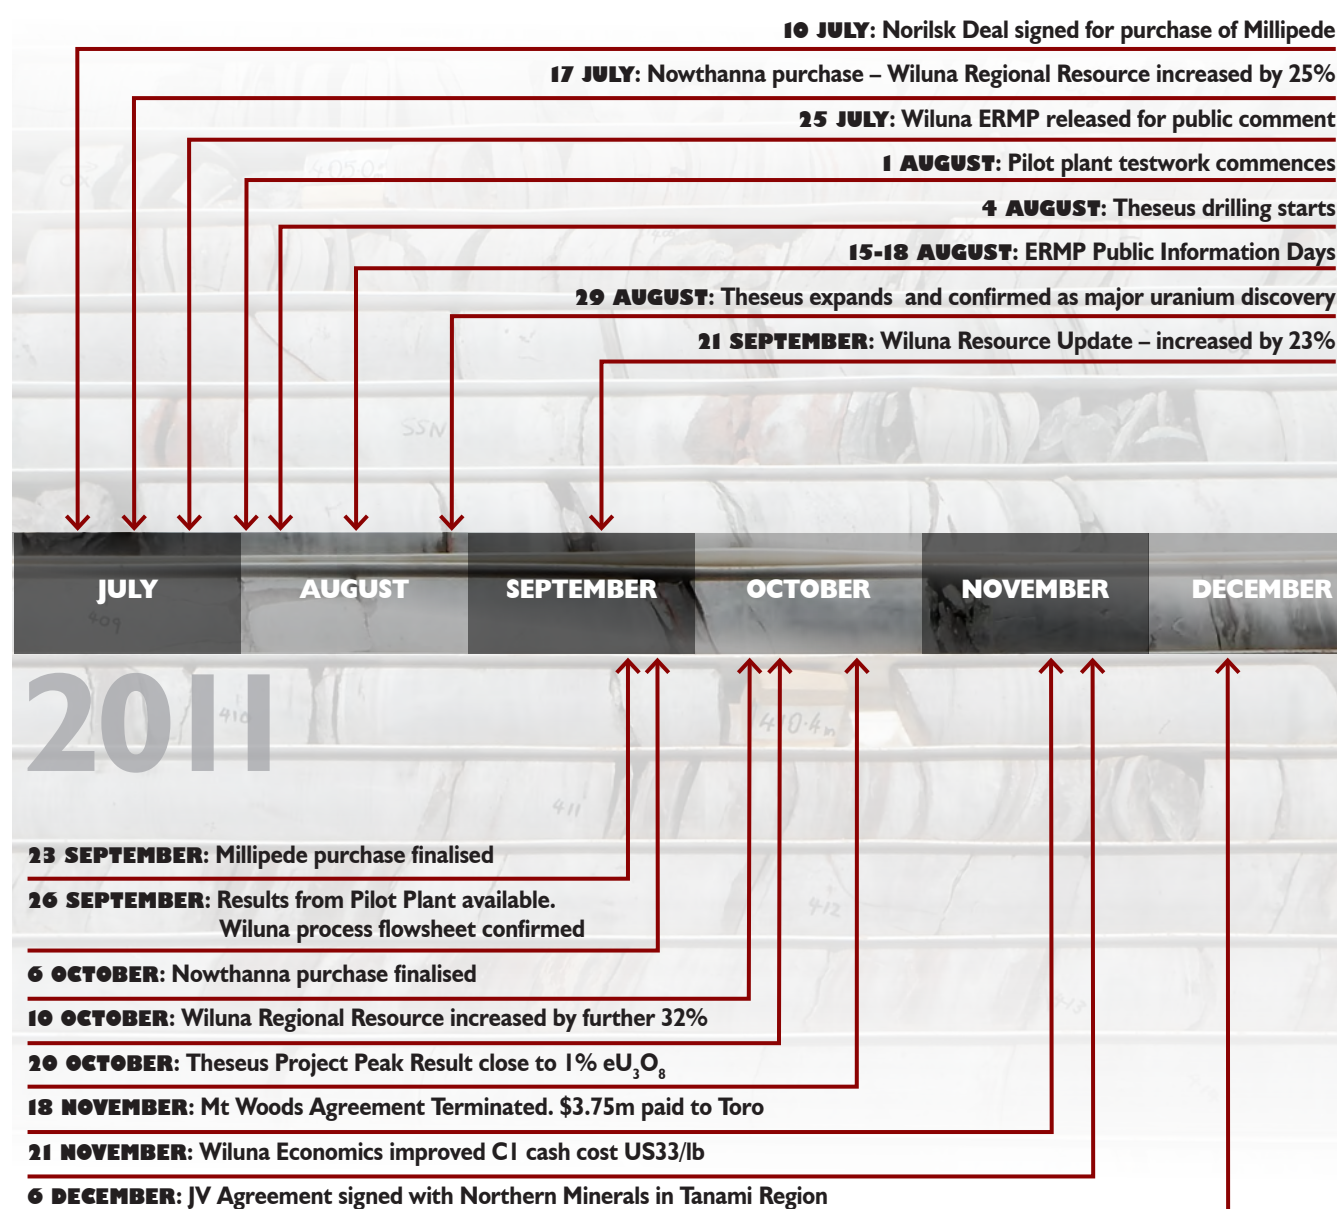 10 JULY: Norilsk Deal signed for purchase of Millipede
17 JULY: Nowthanna purchase – Wiluna Regional Resource increased by 25%
25 JULY: Wiluna ERMP released for public comment
1 AUGUST: Pilot plant testwork commences
4 AUGUST: Theseus drilling starts
15-18 AUGUST: ERMP Public Information Days
29 AUGUST: Theseus expands and confirmed as major uranium discovery
21 SEPTEMBER: Wiluna Resource Update – increased by 23%
SSN
JULY AUGUST SEPTEMBER OCTOBER NOVEMBER DECEMBER
409
2011
410
410.4m
411
23 SEPTEMBER: Millipede purchase finalised
26 SEPTEMBER: Results from Pilot Plant available.
Wiluna process flowsheet confirmed
412
6 OCTOBER: Nowthanna purchase finalised
10 OCTOBER: Wiluna Regional Resource increased by further 32%
20 OCTOBER: Theseus Project Peak Result close to 1% eU₃O₈
18 NOVEMBER: Mt Woods Agreement Terminated. $3.75m paid to Toro
21 NOVEMBER: Wiluna Economics improved C1 cash cost US33/lb
6 DECEMBER: JV Agreement signed with Northern Minerals in Tanami Region